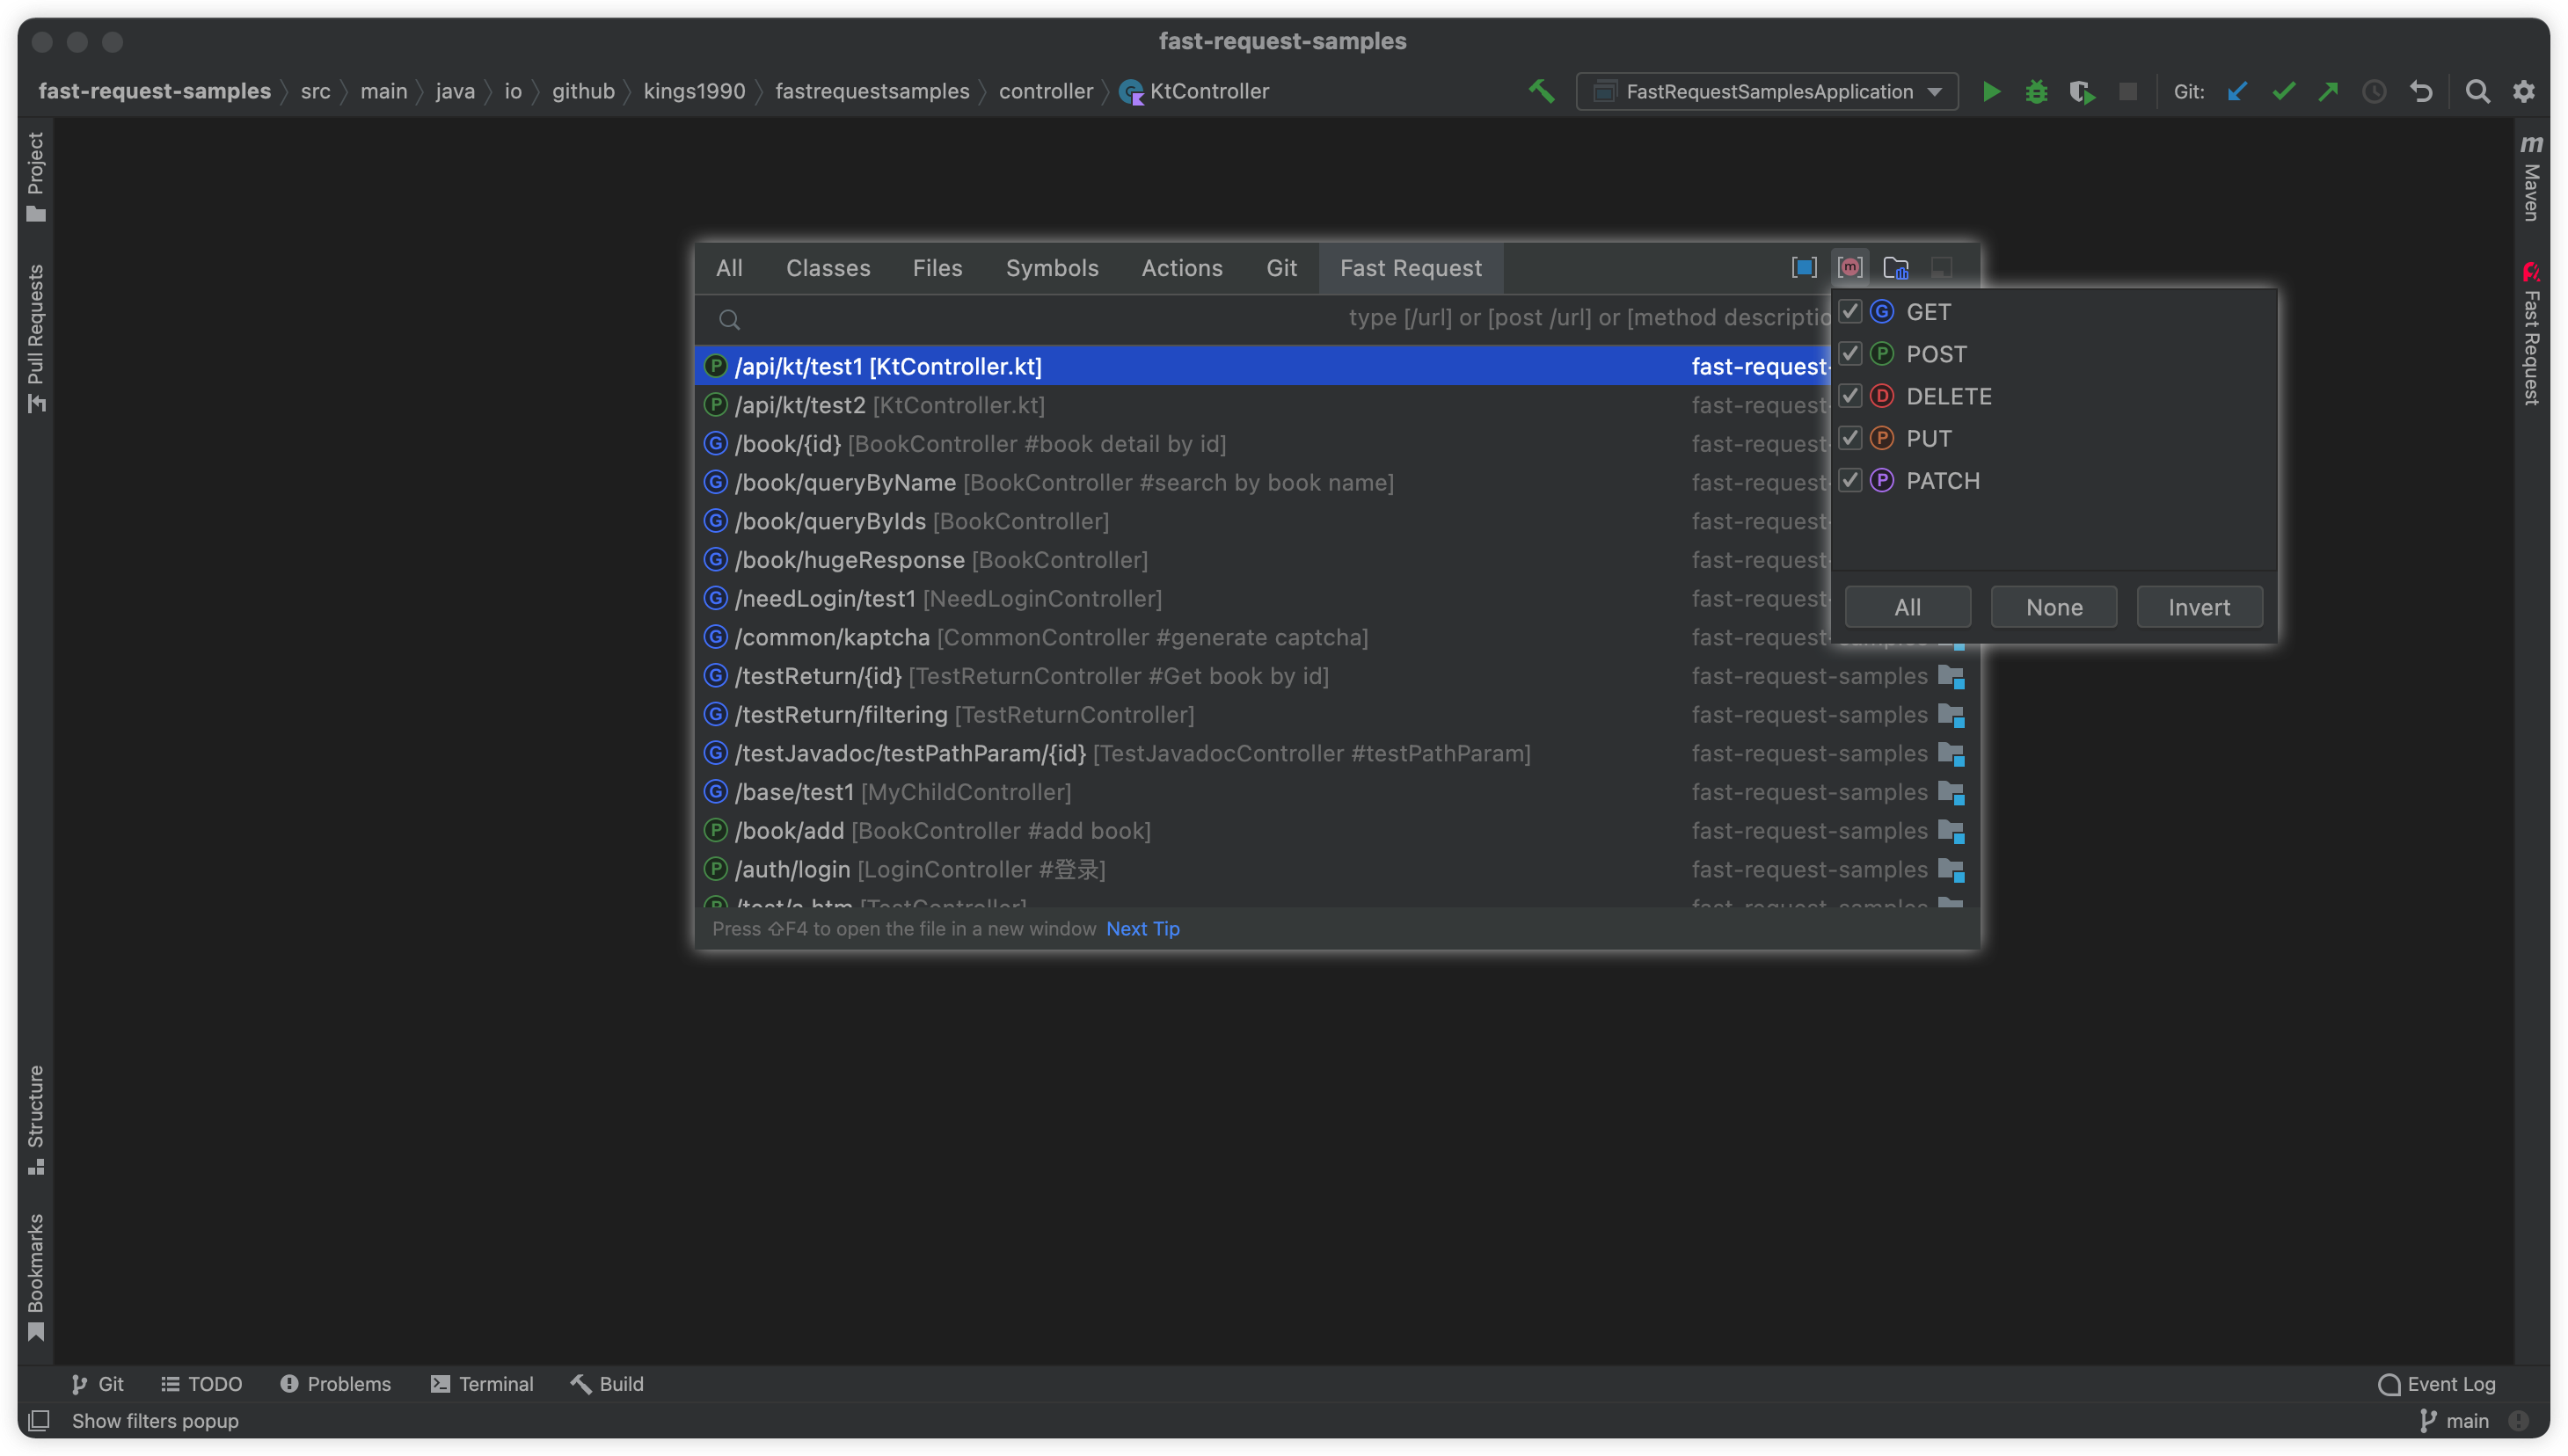 fast-request-samples
fast-request-samples src main java io github kings1990 fastrequestsamples controller KtController FastRequestSamplesApplication Git:
Project
Pull Requests
Structure
Bookmarks
m Maven
Fast Request
All Classes Files Symbols Actions Git Fast Request
type [/url] or [post /url] or [method descriptio
P /api/kt/test1 [KtController.kt] fast-request-
P /api/kt/test2 [KtController.kt] fast-request-
G /book/{id} [BookController #book detail by id] fast-request-
G /book/queryByName [BookController #search by book name] fast-request-
G /book/queryByIds [BookController] fast-request-
G /book/hugeResponse [BookController] fast-request-
G /needLogin/test1 [NeedLoginController] fast-request-
G /common/kaptcha [CommonController #generate captcha] fast-request-samples
G /testReturn/{id} [TestReturnController #Get book by id] fast-request-samples
G /testReturn/filtering [TestReturnController] fast-request-samples
G /testJavadoc/testPathParam/{id} [TestJavadocController #testPathParam] fast-request-samples
G /base/test1 [MyChildController] fast-request-samples
P /book/add [BookController #add book] fast-request-samples
P /auth/login [LoginController #登录] fast-request-samples
P /test/a.htm [TestController] fast-request-samples
Press ⇧F4 to open the file in a new window Next Tip
G GET
P POST
D DELETE
P PUT
P PATCH
All None Invert
Git TODO Problems Terminal Build Event Log
Show filters popup main